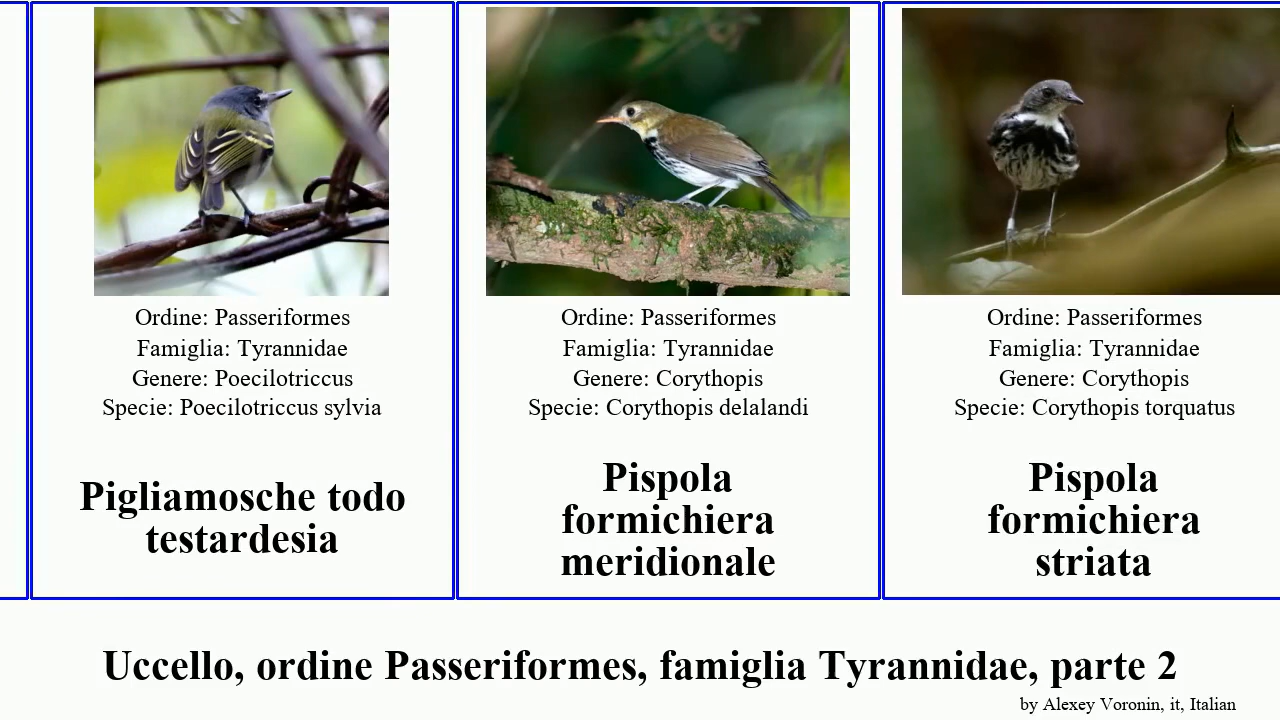 Ordine: Passeriformes
Famiglia: Tyrannidae
Genere: Poecilotriccus
Specie: Poecilotriccus sylvia
Pigliamosche todo
testardesia
Ordine: Passeriformes
Famiglia: Tyrannidae
Genere: Corythopis
Specie: Corythopis delalandi
Pispola
formichiera
meridionale
Ordine: Passeriformes
Famiglia: Tyrannidae
Genere: Corythopis
Specie: Corythopis torquatus
Pispola
formichiera
striata
Uccello, ordine Passeriformes, famiglia Tyrannidae, parte 2
by Alexey Voronin, it, Italian